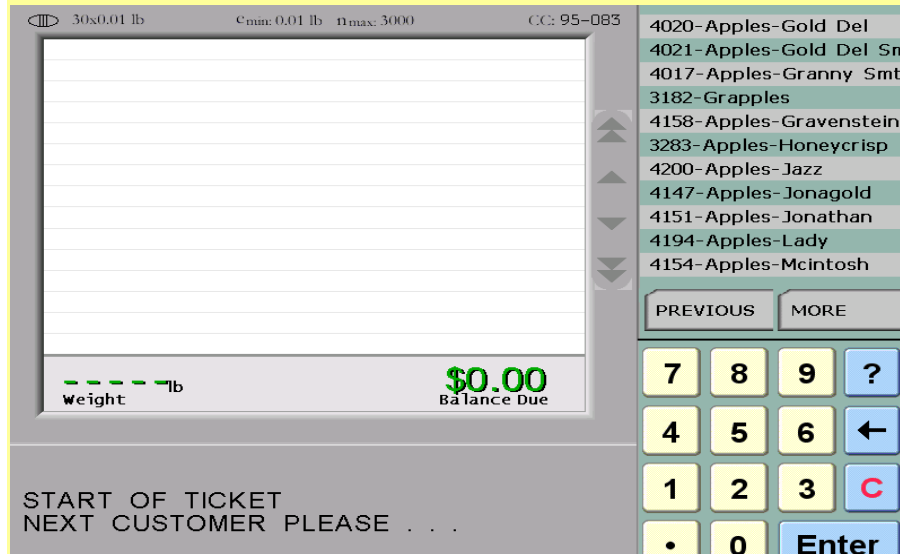 30x0.01 lb emin: 0.01 lb nmax: 3000 CC: 95-083
4020-Apples-Gold Del
4021-Apples-Gold Del Sm
4017-Apples-Granny Smt
3182-Grapples
4158-Apples-Gravenstein
3283-Apples-Honeycrisp
4200-Apples-Jazz
4147-Apples-Jonagold
4151-Apples-Jonathan
4194-Apples-Lady
4154-Apples-Mcintosh
PREVIOUS MORE
- - - - - lb
Weight
$0.00
Balance Due
7 8 9 ?
4 5 6 ←
1 2 3 C
. 0 Enter
START OF TICKET
NEXT CUSTOMER PLEASE . . .